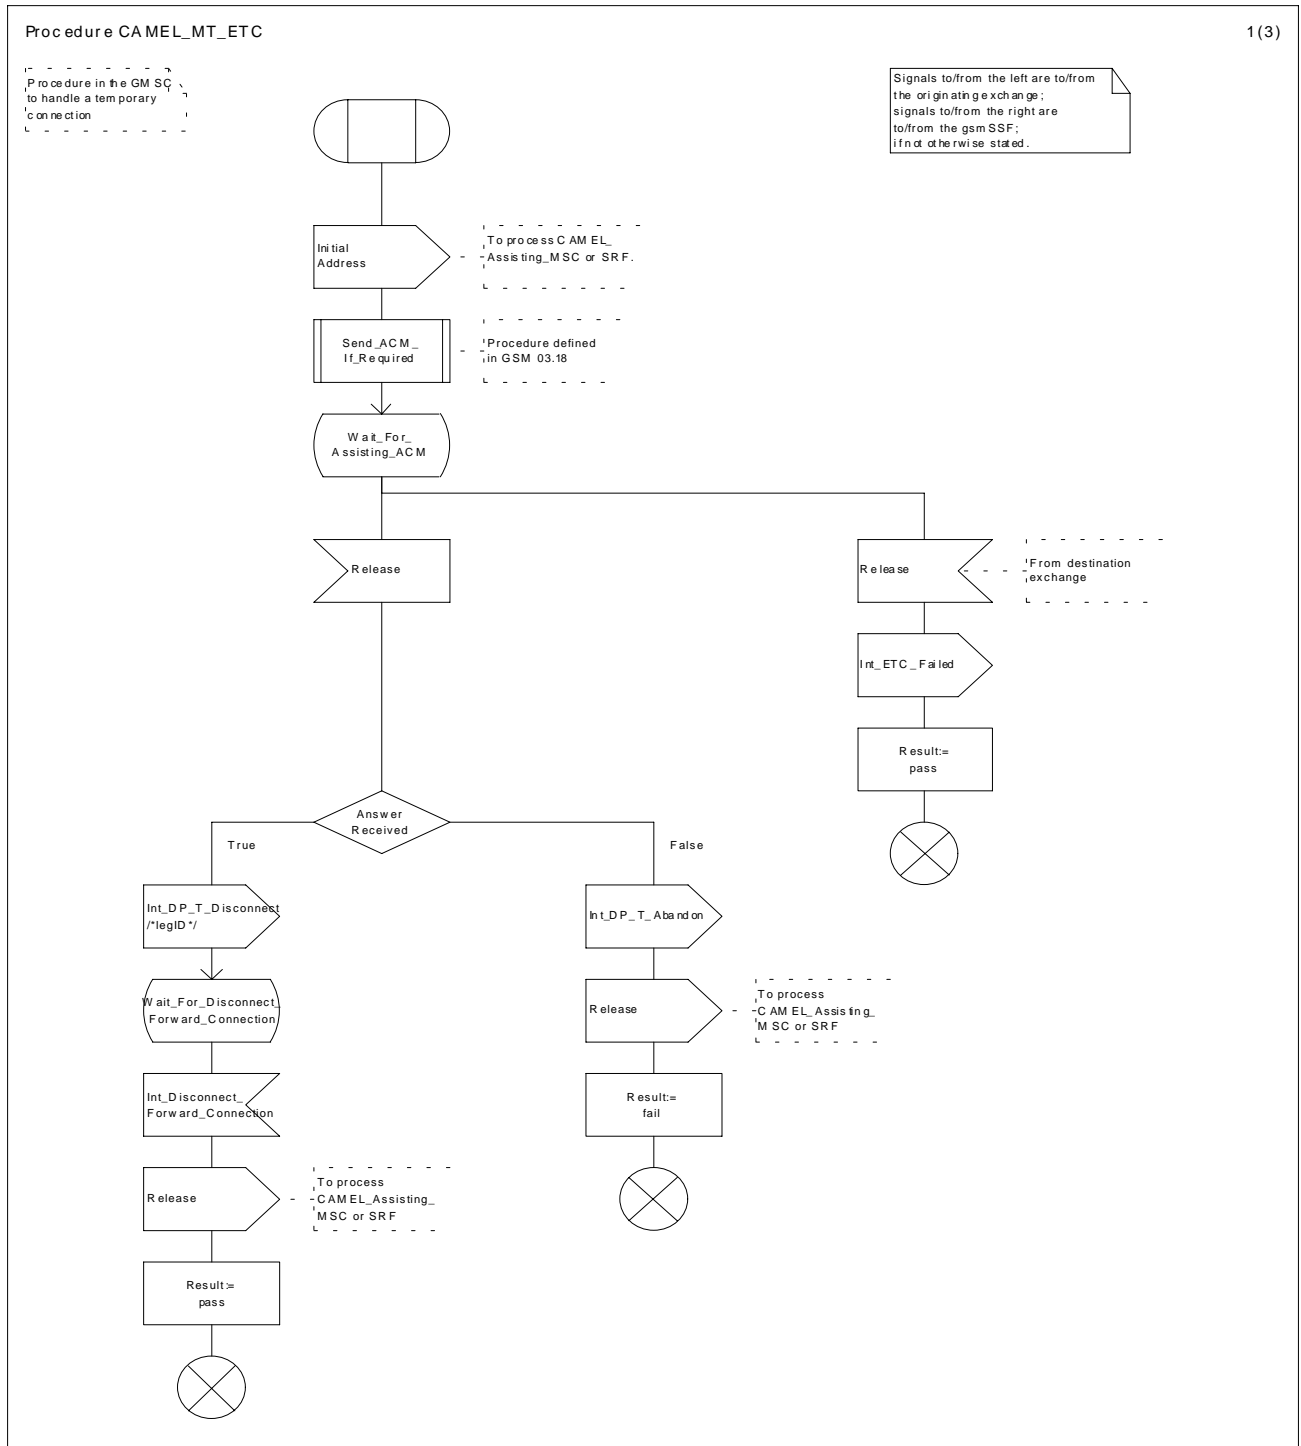 Procedure CAMEL_MT_ETC
1(3)
Procedure in the GMSC
to handle a temporary
connection
Signals to/from the left are to/from
the originating exchange;
signals to/from the right are
to/from the gsmSSF;
if not otherwise stated.
Initial
Address
To process CAMEL_
Assisting_MSC or SRF.
Send_ACM_
If_Required
Procedure defined
in GSM 03.18
Wait_For_
Assisting_ACM
Release
Release
From destination
exchange
Int_ETC_Failed
Result:=
pass
Answer
Received
True
False
Int_DP_T_Disconnect
/*legID*/
Int_DP_T_Abandon
Wait_For_Disconnect_
Forward_Connection
Release
To process
CAMEL_Assisting_
MSC or SRF
Int_Disconnect_
Forward_Connection
Result:=
fail
Release
To process
CAMEL_Assisting_
MSC or SRF
Result:=
pass